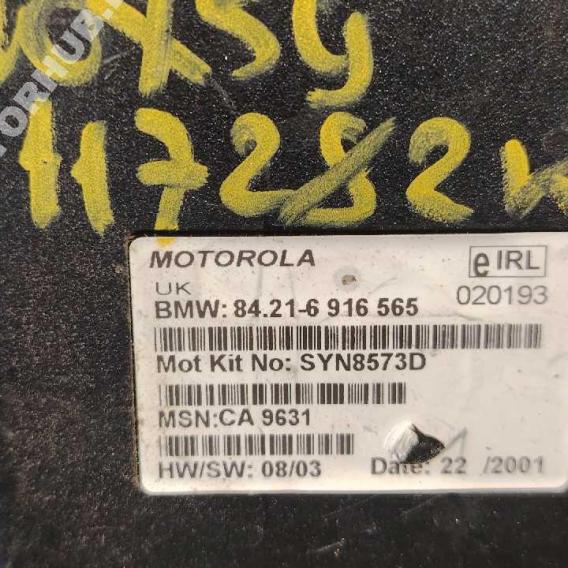 MOTORHUB
117282
MOTOROLA
e IRL
UK
020193
BMW: 84.21-6 916 565
Mot Kit No: SYN8573D
MSN:CA 9631
HW/SW: 08/03 Date: 22 /2001